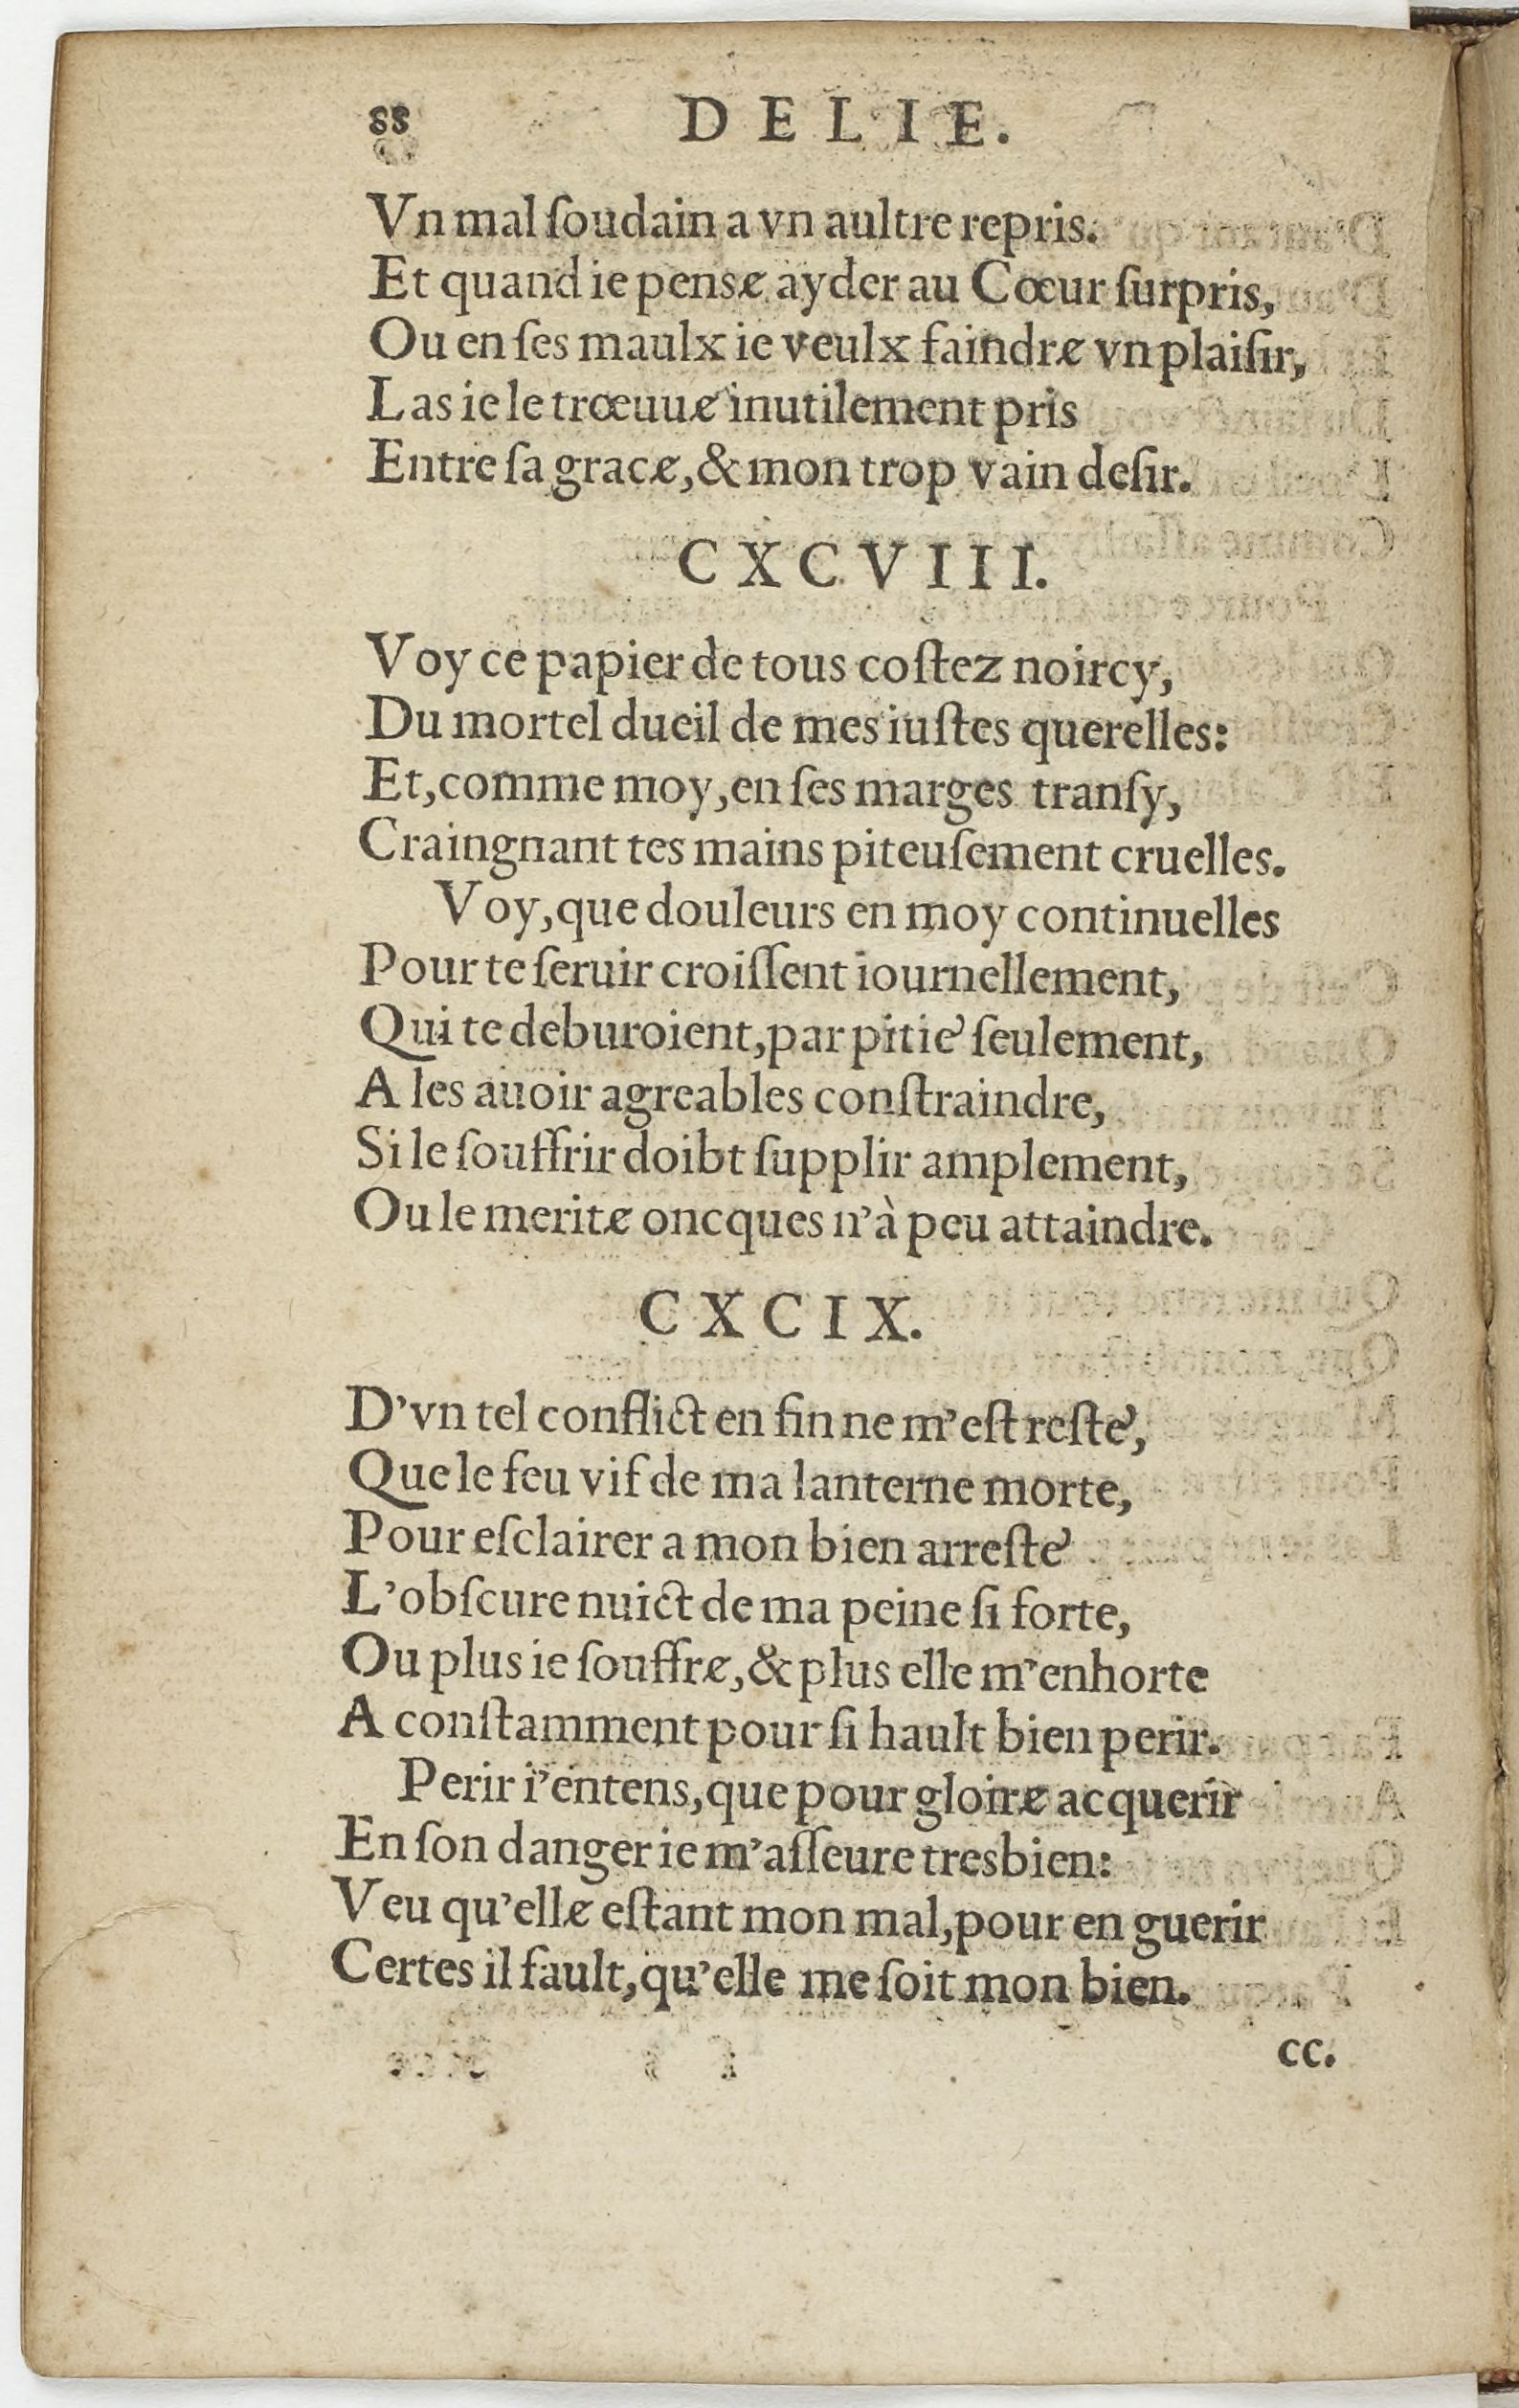 88 DELIE.
Vn mal ſoudain a vn aultre repris.
Et quand ie pense ayder au Cœur ſurpris,
Ou en ſes maulx ie veulx faindre vn plaiſir,
Las ie le trœuue inutilement pris
Entre ſa grace, & mon trop vain deſir.
CXCVIII.
Voy ce papier de tous coſtez noircy,
Du mortel dueil de mes iuſtes querelles:
Et, comme moy, en ſes marges tranſy,
Craingnant tes mains piteuſement cruelles.
Voy, que douleurs en moy continuelles
Pour te ſeruir croiſſent iournellement,
Qui te deburoient, par pitié ſeulement,
A les auoir agreables conſtraindre,
Si le ſouffrir doibt ſupplir amplement,
Ou le merite oncques n'à peu attaindre.
CXCIX.
D'vn tel conflict en fin ne m'eſt reſté,
Que le feu vif de ma lanterne morte,
Pour eſclairer a mon bien arreſté
L'obſcure nuict de ma peine ſi forte,
Ou plus ie ſouffre, & plus elle m'enhorte
A conſtamment pour ſi hault bien perir.
Perir i'entens, que pour gloire acquerir
En ſon danger ie m'aſſeure tresbien:
Veu qu'elle eſtant mon mal, pour en guerir
Certes il fault, qu'elle me ſoit mon bien.
CC.